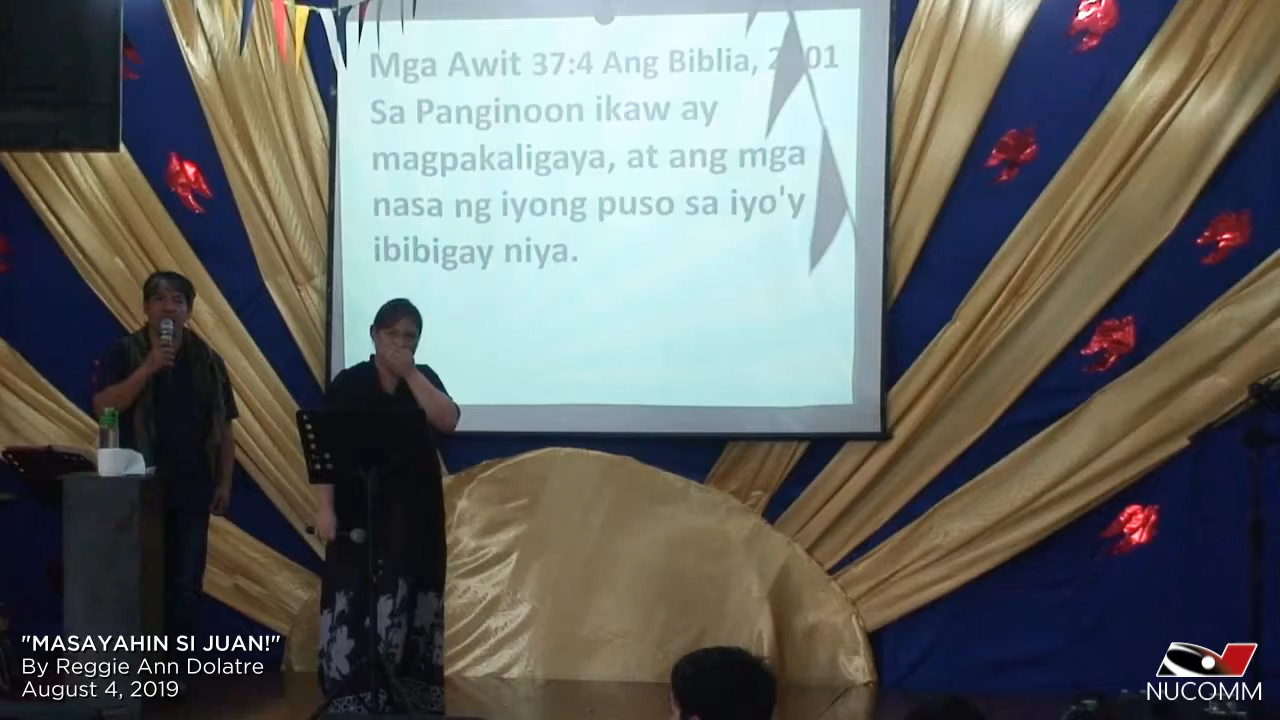 Mga Awit 37:4 Ang Biblia, 2001
Sa Panginoon ikaw ay
magpakaligaya, at ang mga
nasa ng iyong puso sa iyo'y
ibibigay niya.
"MASAYAHIN SI JUAN!"
By Reggie Ann Dolatre
August 4, 2019
NUCOMM